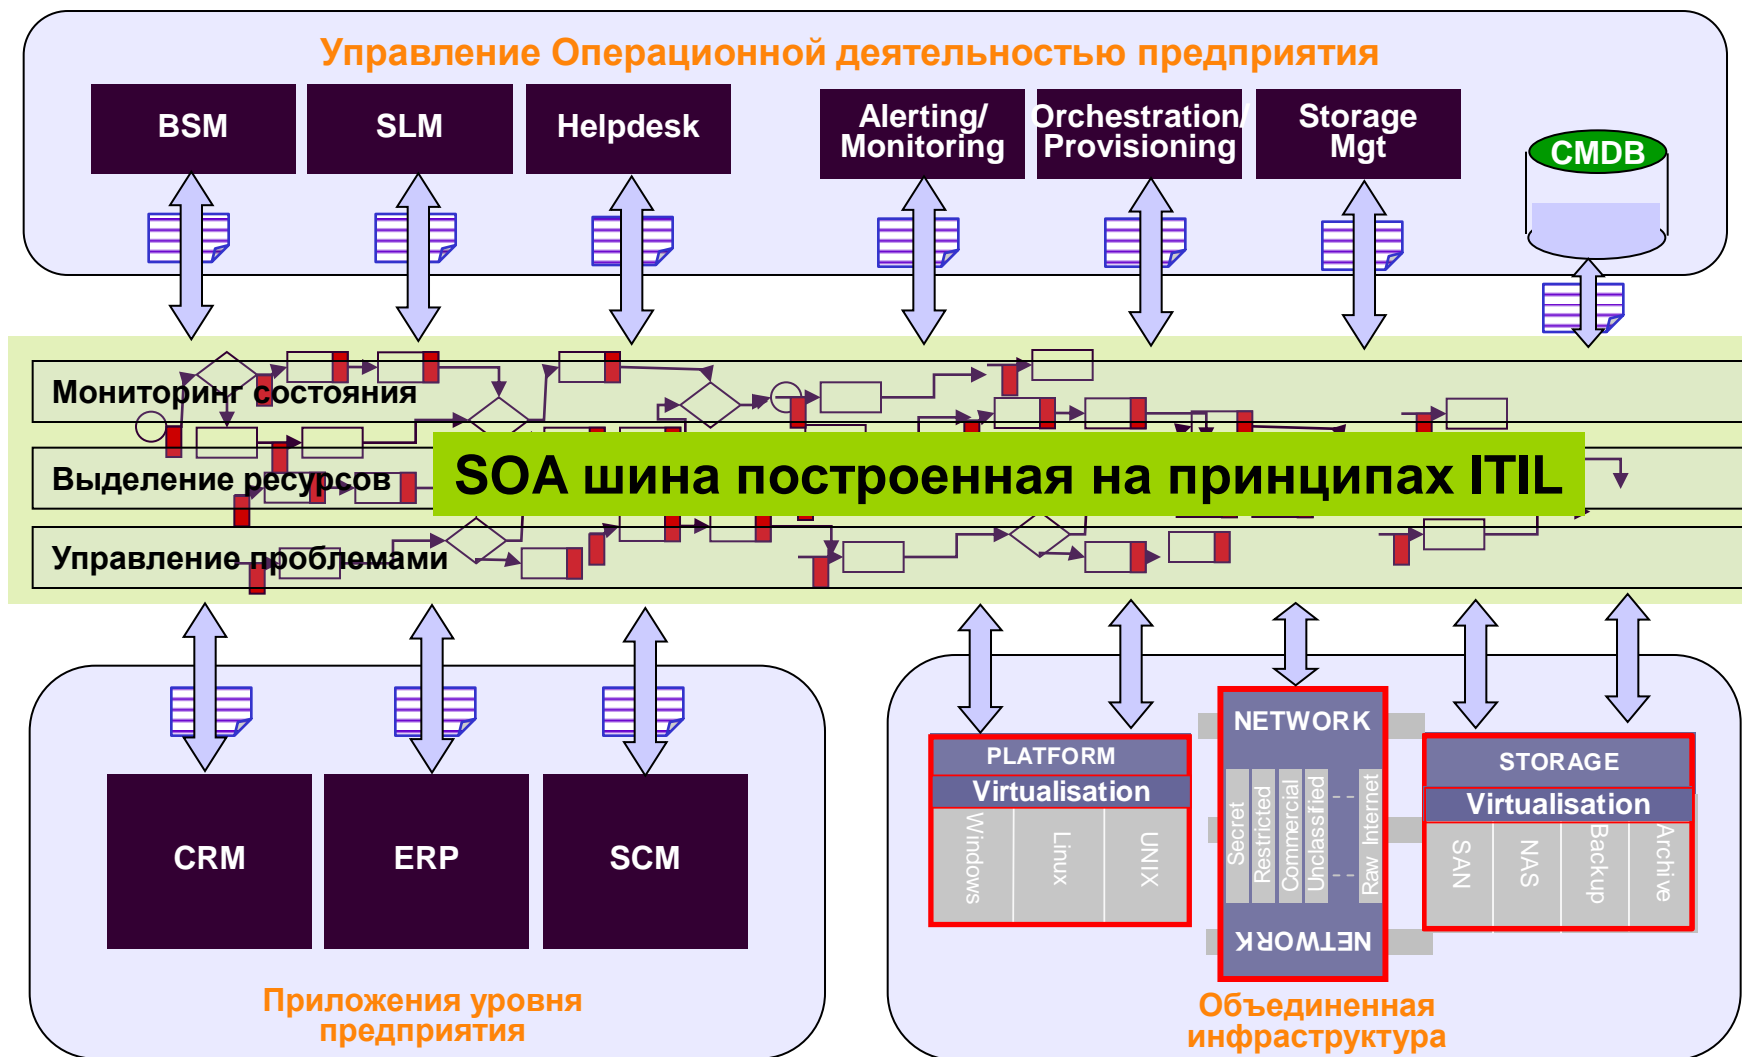 Управление Операционной деятельностью предприятия
BSM
SLM
Helpdesk
Alerting/
Monitoring
Orchestration/
Provisioning
Storage
Mgt
CMDB
Мониторинг состояния
Выделение ресурсов
SOA шина построенная на принципах ITIL
Управление проблемами
CRM
ERP
SCM
Приложения уровня
предприятия
PLATFORM
Virtualisation
Windows
Linux
UNIX
NETWORK
Secret
Restricted
Commercial
Unclassified
Raw Internet
NETWORK
STORAGE
Virtualisation
SAN
NAS
Backup
Archive
Объединенная
инфраструктура